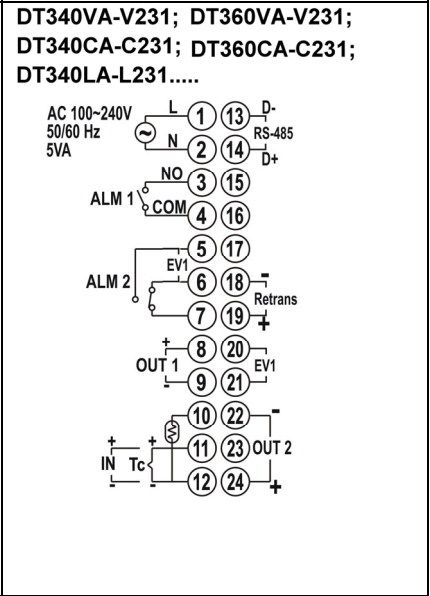 DT340VA-V231; DT360VA-V231;
DT340CA-C231; DT360CA-C231;
DT340LA-L231.....
AC 100~240V
50/60 Hz
5VA
L
N
~
1
13
D-
RS-485
2
14
D+
NO
3
15
ALM 1
COM
4
16
5
17
EV1
ALM 2
6
18
-
Retrans
7
19
+
+
8
20
OUT 1
EV1
-
9
21
10
22
-
+
+
11
23
OUT 2
IN
Tc
-
-
12
24
+